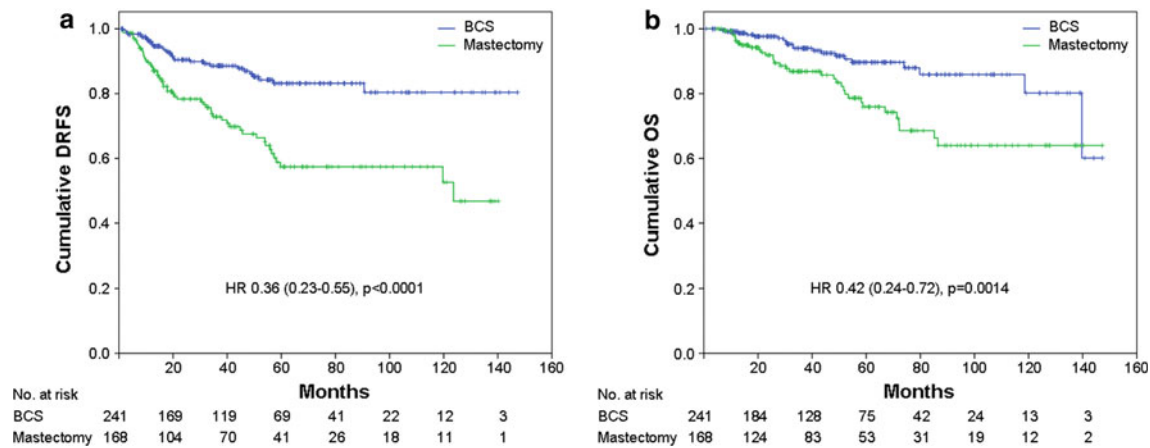 a
BCS
Mastectomy
1.0
0.8
0.6
0.4
0.2
0.0
Cumulative DRFS
HR 0.36 (0.23-0.55), p<0.0001
20 40 60 80 100 120 140 160
Months
No. at risk
BCS 241 169 119 69 41 22 12 3
Mastectomy 168 104 70 41 26 18 11 1
b
BCS
Mastectomy
1.0
0.8
0.6
0.4
0.2
0.0
Cumulative OS
HR 0.42 (0.24-0.72), p=0.0014
20 40 60 80 100 120 140 160
Months
No. at risk
BCS 241 184 128 75 42 24 13 3
Mastectomy 168 124 83 53 31 19 12 2